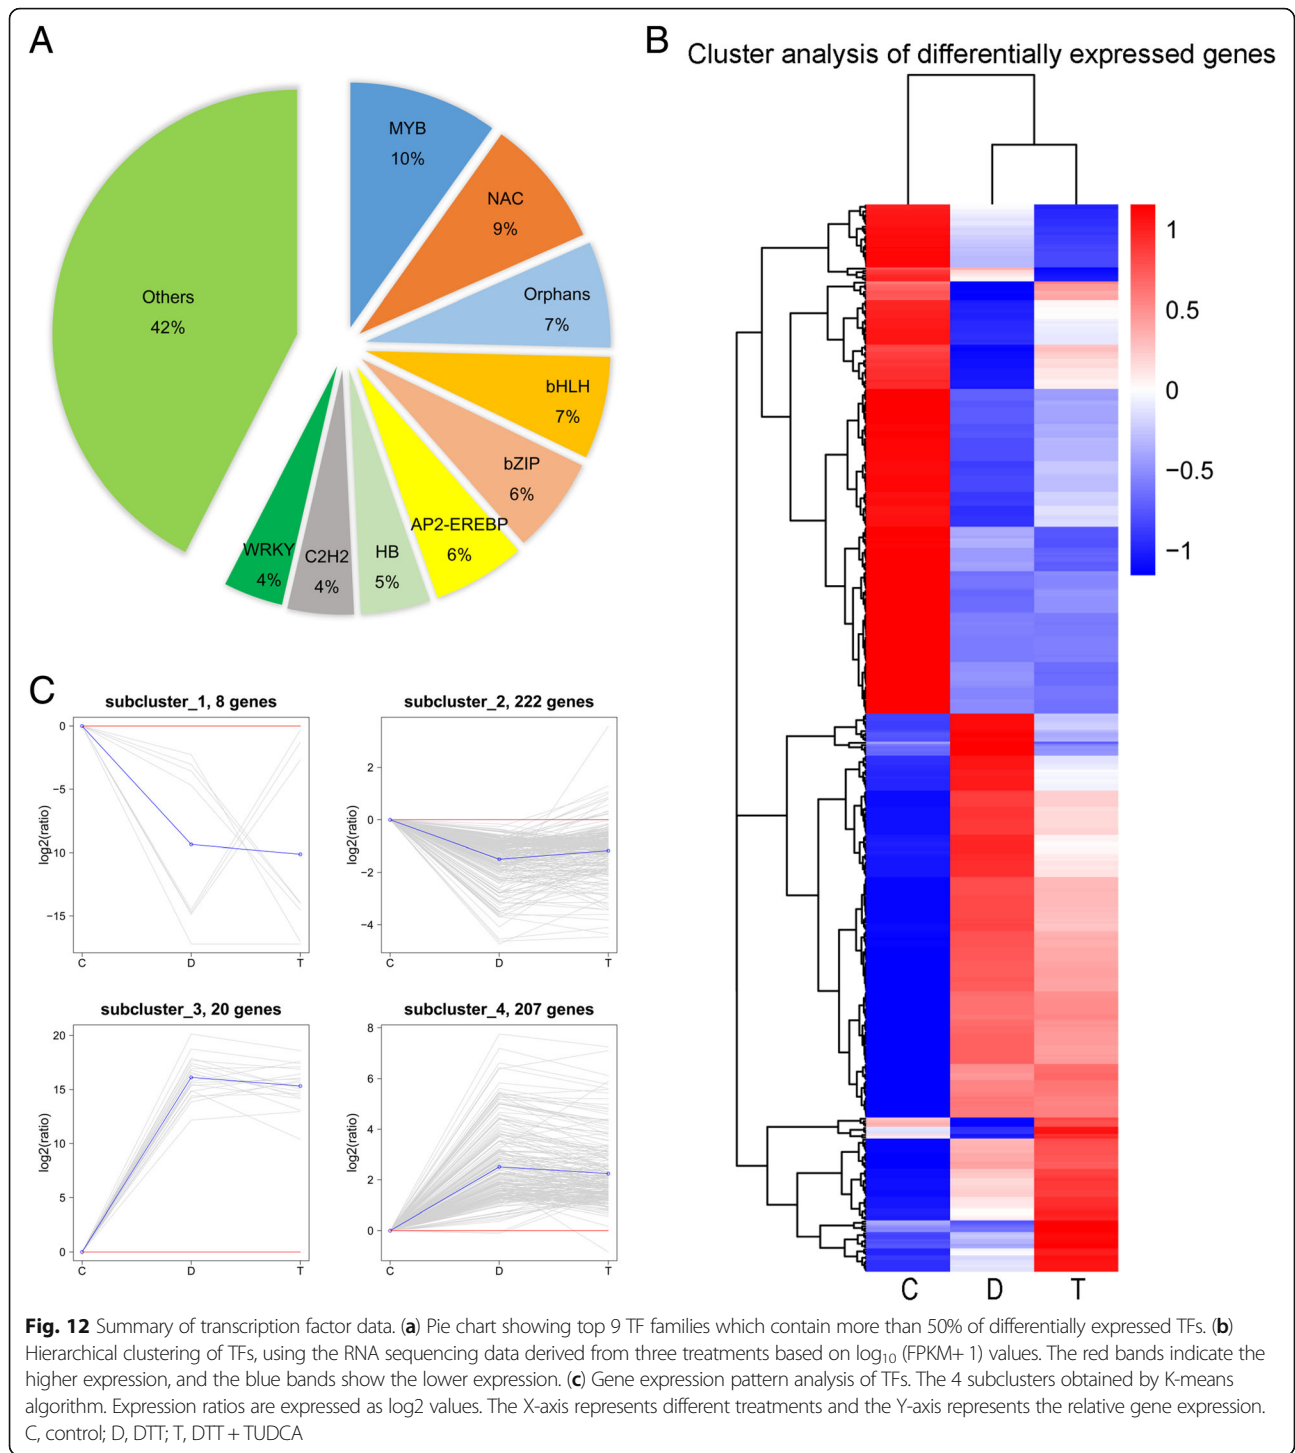 A
MYB
10%
NAC
9%
Orphans
7%
bHLH
7%
bZIP
6%
AP2-EREBP
6%
HB
5%
C2H2
4%
WRKY
4%
Others
42%
B
Cluster analysis of differentially expressed genes
1
0.5
0
−0.5
−1
C D T
C
subcluster_1, 8 genes
log2(ratio)
0
−5
−10
−15
C D T
subcluster_2, 222 genes
log2(ratio)
2
0
−2
−4
C D T
subcluster_3, 20 genes
log2(ratio)
20
15
10
5
0
C D T
subcluster_4, 207 genes
log2(ratio)
8
6
4
2
0
C D T
Fig. 12 Summary of transcription factor data. (a) Pie chart showing top 9 TF families which contain more than 50% of differentially expressed TFs. (b)
Hierarchical clustering of TFs, using the RNA sequencing data derived from three treatments based on log₁₀ (FPKM+ 1) values. The red bands indicate the
higher expression, and the blue bands show the lower expression. (c) Gene expression pattern analysis of TFs. The 4 subclusters obtained by K-means
algorithm. Expression ratios are expressed as log2 values. The X-axis represents different treatments and the Y-axis represents the relative gene expression.
C, control; D, DTT; T, DTT + TUDCA